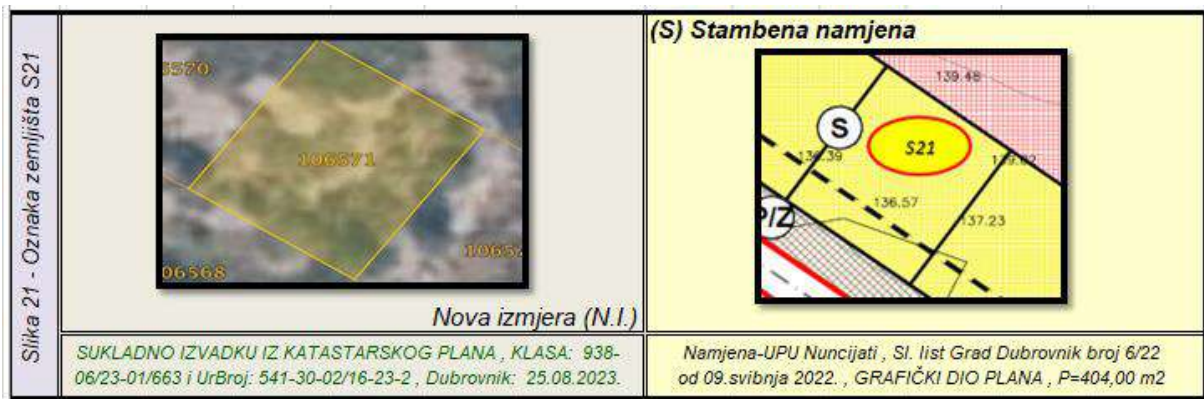 Slika 21 - Oznaka zemljišta S21
106571
Nova izmjera (N.I.)
SUKLADNO IZVADKU IZ KATASTARSKOG PLANA , KLASA: 938-
06/23-01/663 i UrBroj: 541-30-02/16-23-2 , Dubrovnik: 25.08.2023.
(S) Stambena namjena
139.48
S
S21
136.57
137.23
P/Z
Namjena-UPU Nuncijati , Sl. list Grad Dubrovnik broj 6/22
od 09.svibnja 2022. , GRAFIČKI DIO PLANA , P=404,00 m2